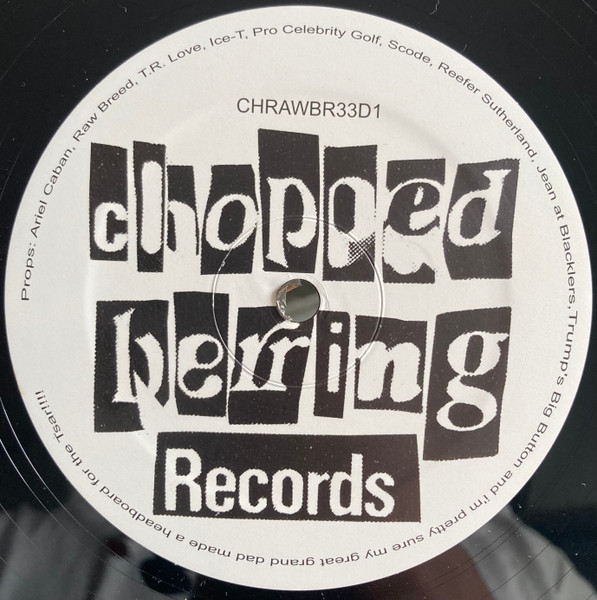 Props: Ariel Caban, Raw Breed, T.R. Love, Ice-T, Pro Celebrity Golf, Scode, Reefer Sutherland, Jean at Blacklers, Trump's Big Button and i'm pretty sure my great grand dad made a headboard for the Tsar!!!!
CHRAWBR33D1
chopped
herring
Records